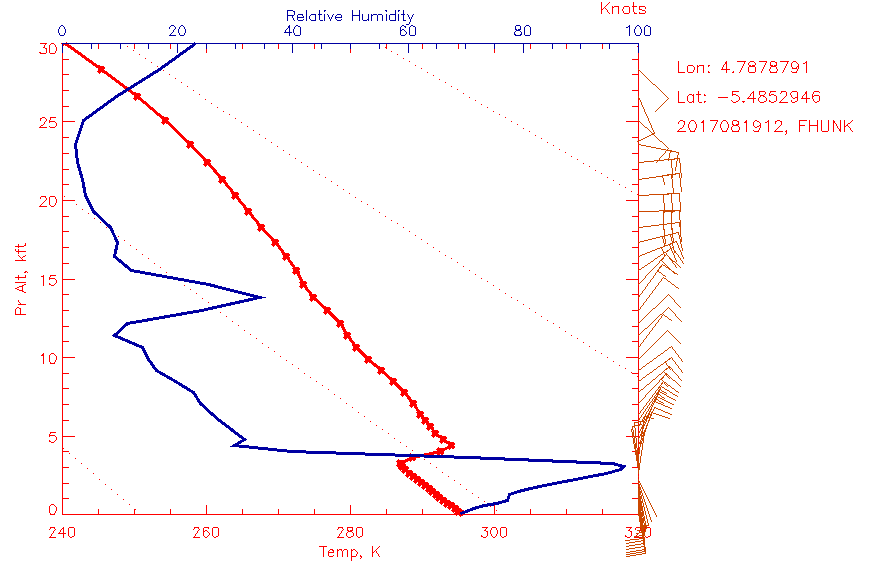 Knots
Relative Humidity
0 20 40 60 80 100
30
25
20
15
10
5
0
Pr Alt, kft
240 260 280 300 320
Temp, K
Lon: 4.7878791
Lat: −5.4852946
2017081912, FHUNK